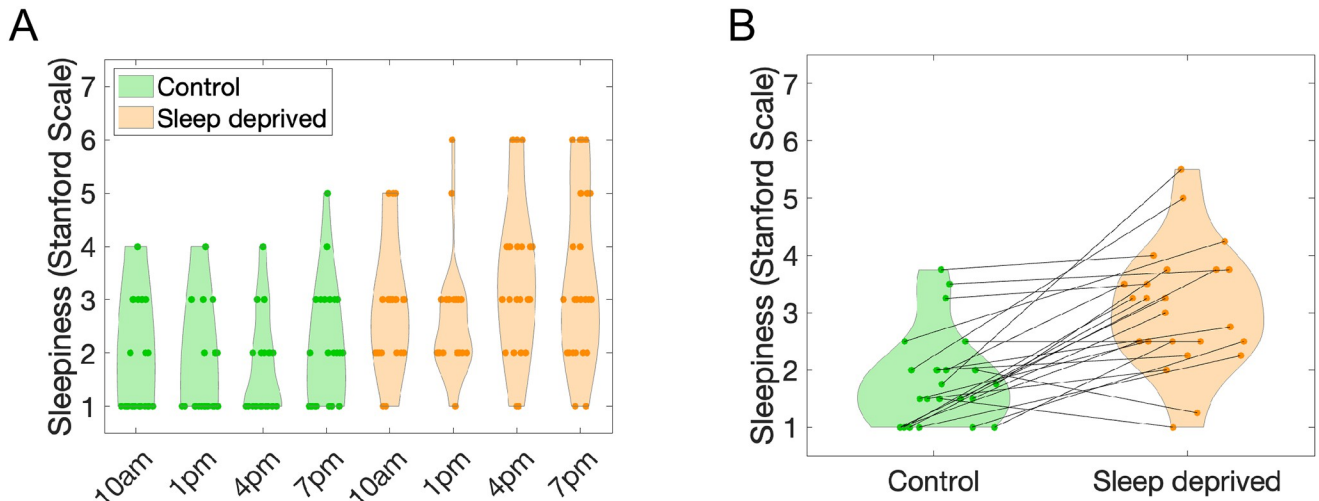 A
Sleepiness (Stanford Scale)
7
6
5
4
3
2
1
Control
Sleep deprived
10am
1pm
4pm
7pm
10am
1pm
4pm
7pm
B
Sleepiness (Stanford Scale)
7
6
5
4
3
2
1
Control
Sleep deprived